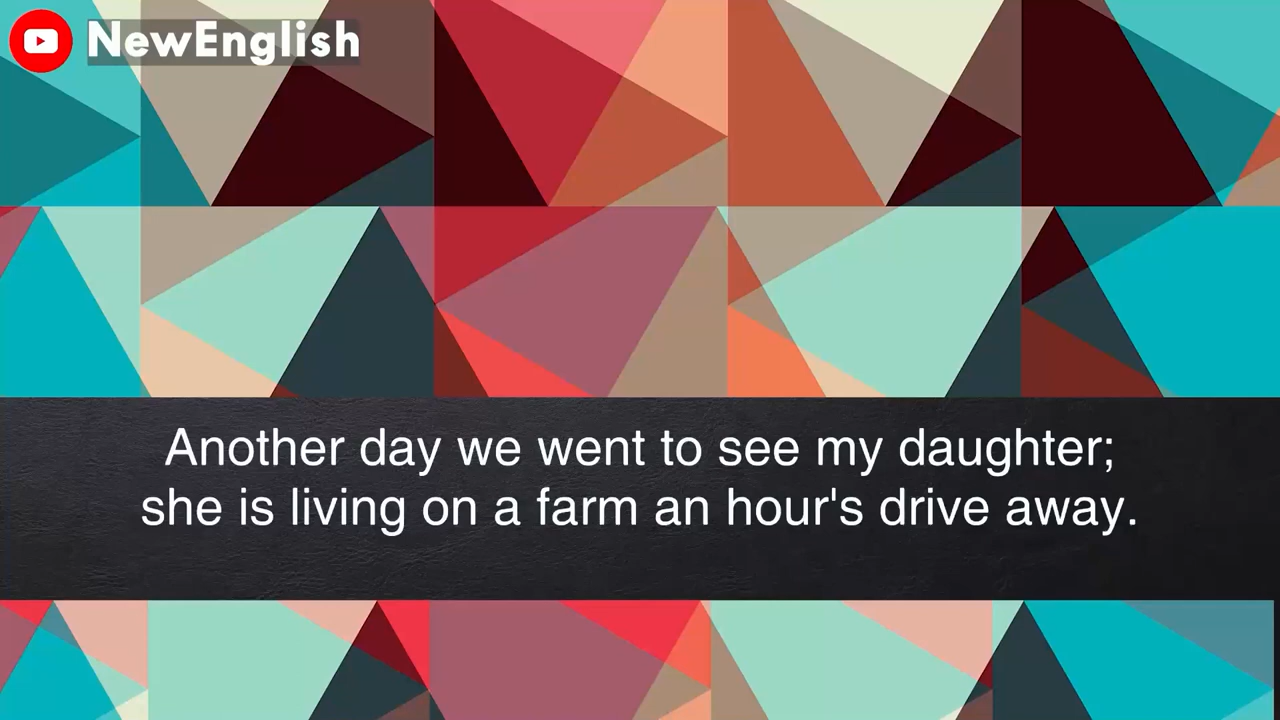 NewEnglish
Another day we went to see my daughter;
she is living on a farm an hour's drive away.